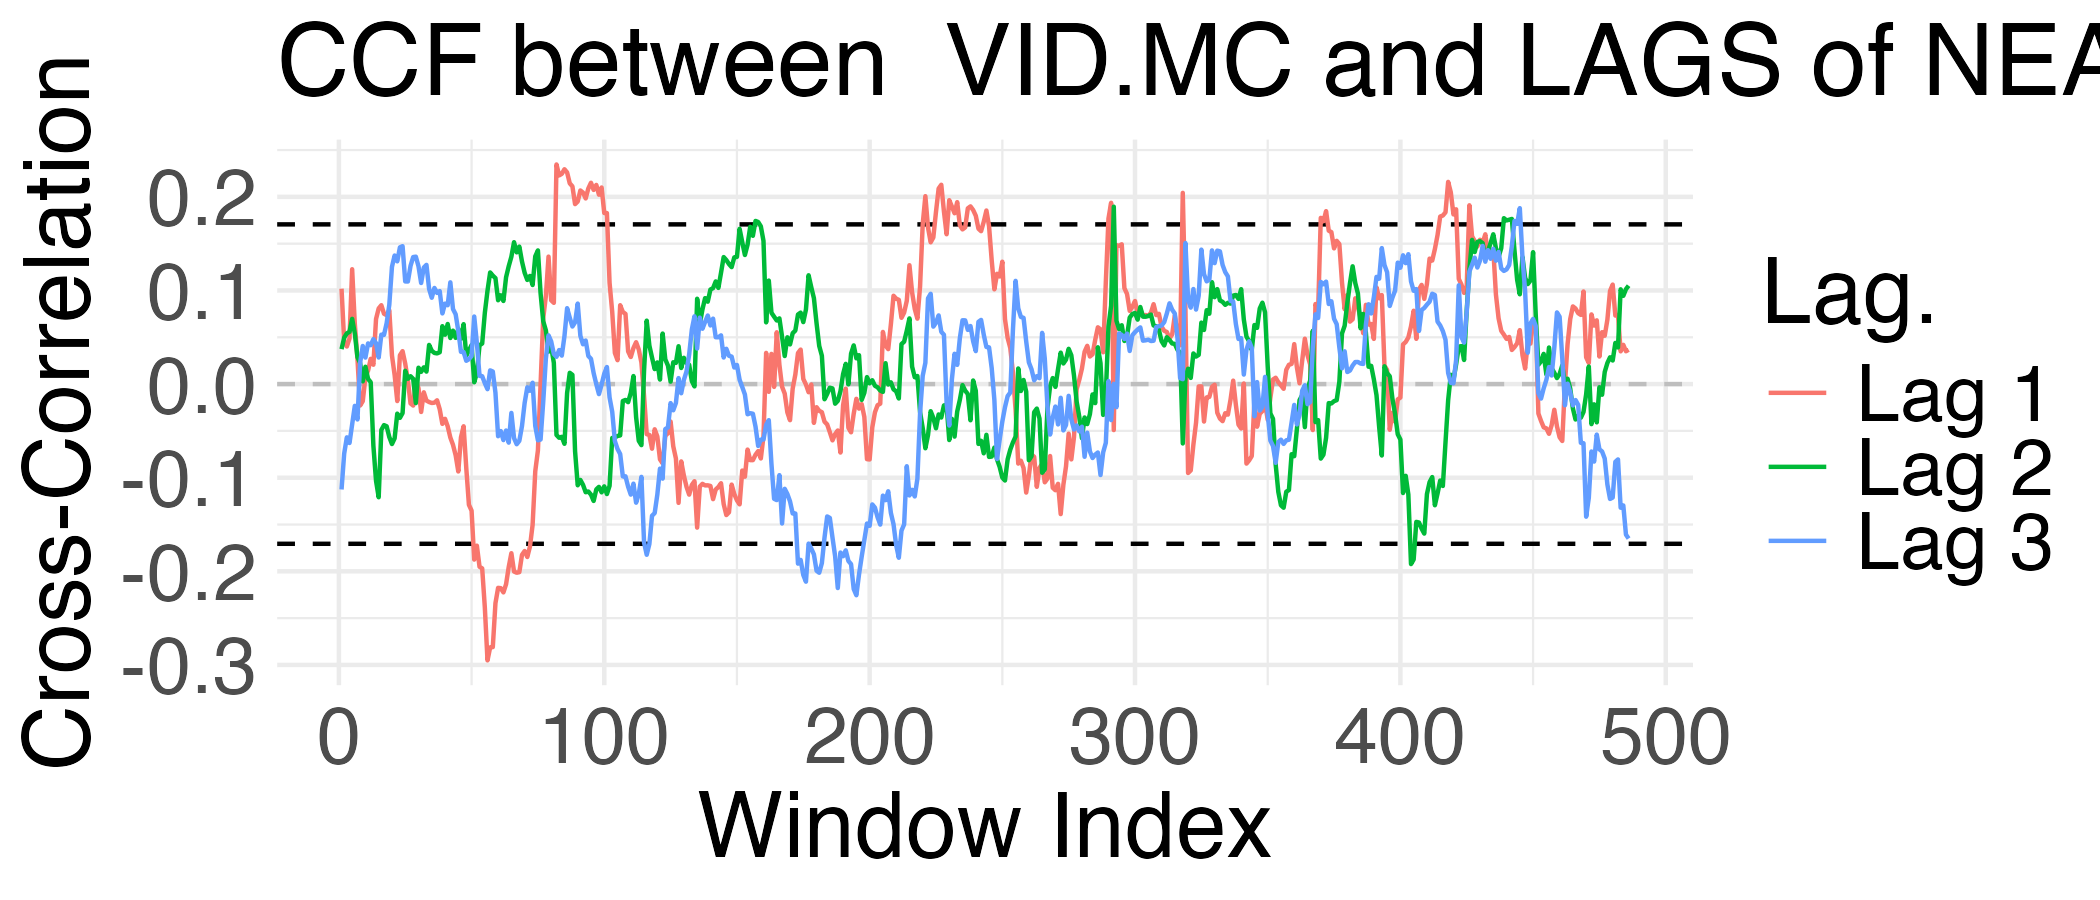 CCF between  VID.MC and LAGS of NEA
Cross-Correlation
0.2
0.1
0.0
-0.1
-0.2
-0.3
0 100 200 300 400 500
Window Index
Lag.
Lag 1
Lag 2
Lag 3